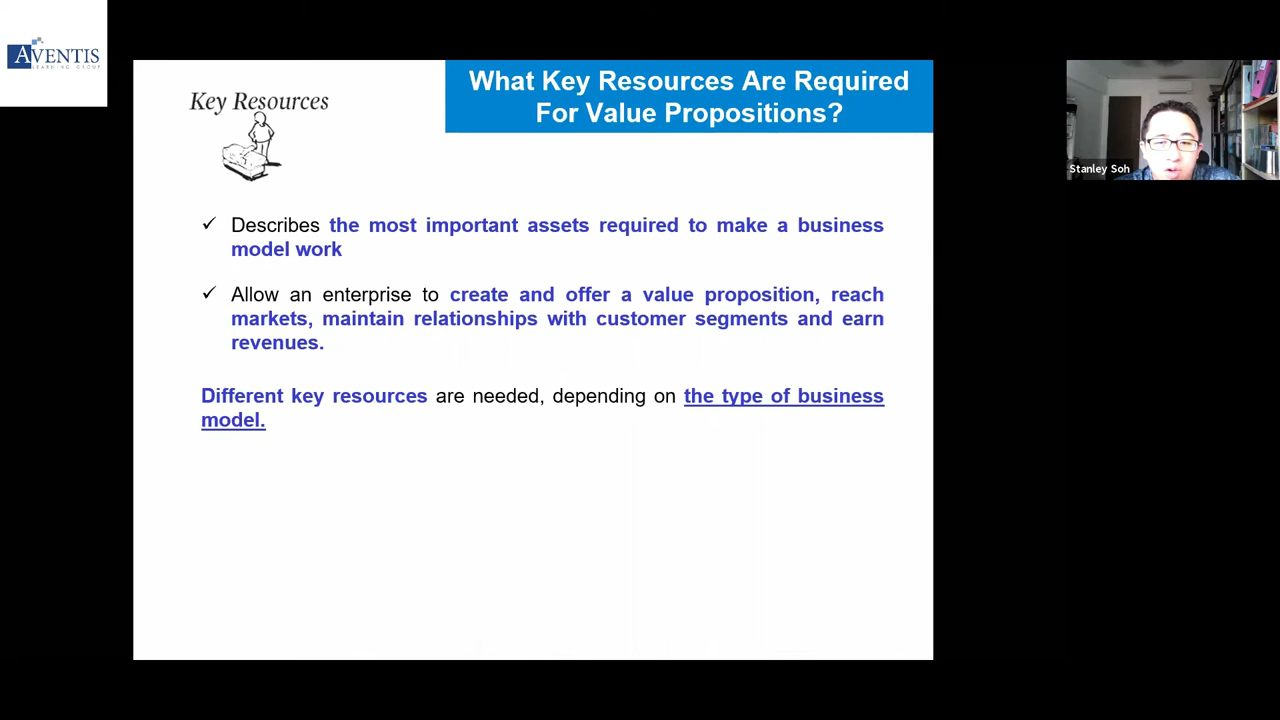 AVENTIS
LEARNING GROUP
Key Resources
What Key Resources Are Required
For Value Propositions?
Stanley Soh
✓ Describes the most important assets required to make a business
model work
✓ Allow an enterprise to create and offer a value proposition, reach
markets, maintain relationships with customer segments and earn
revenues.
Different key resources are needed, depending on the type of business
model.